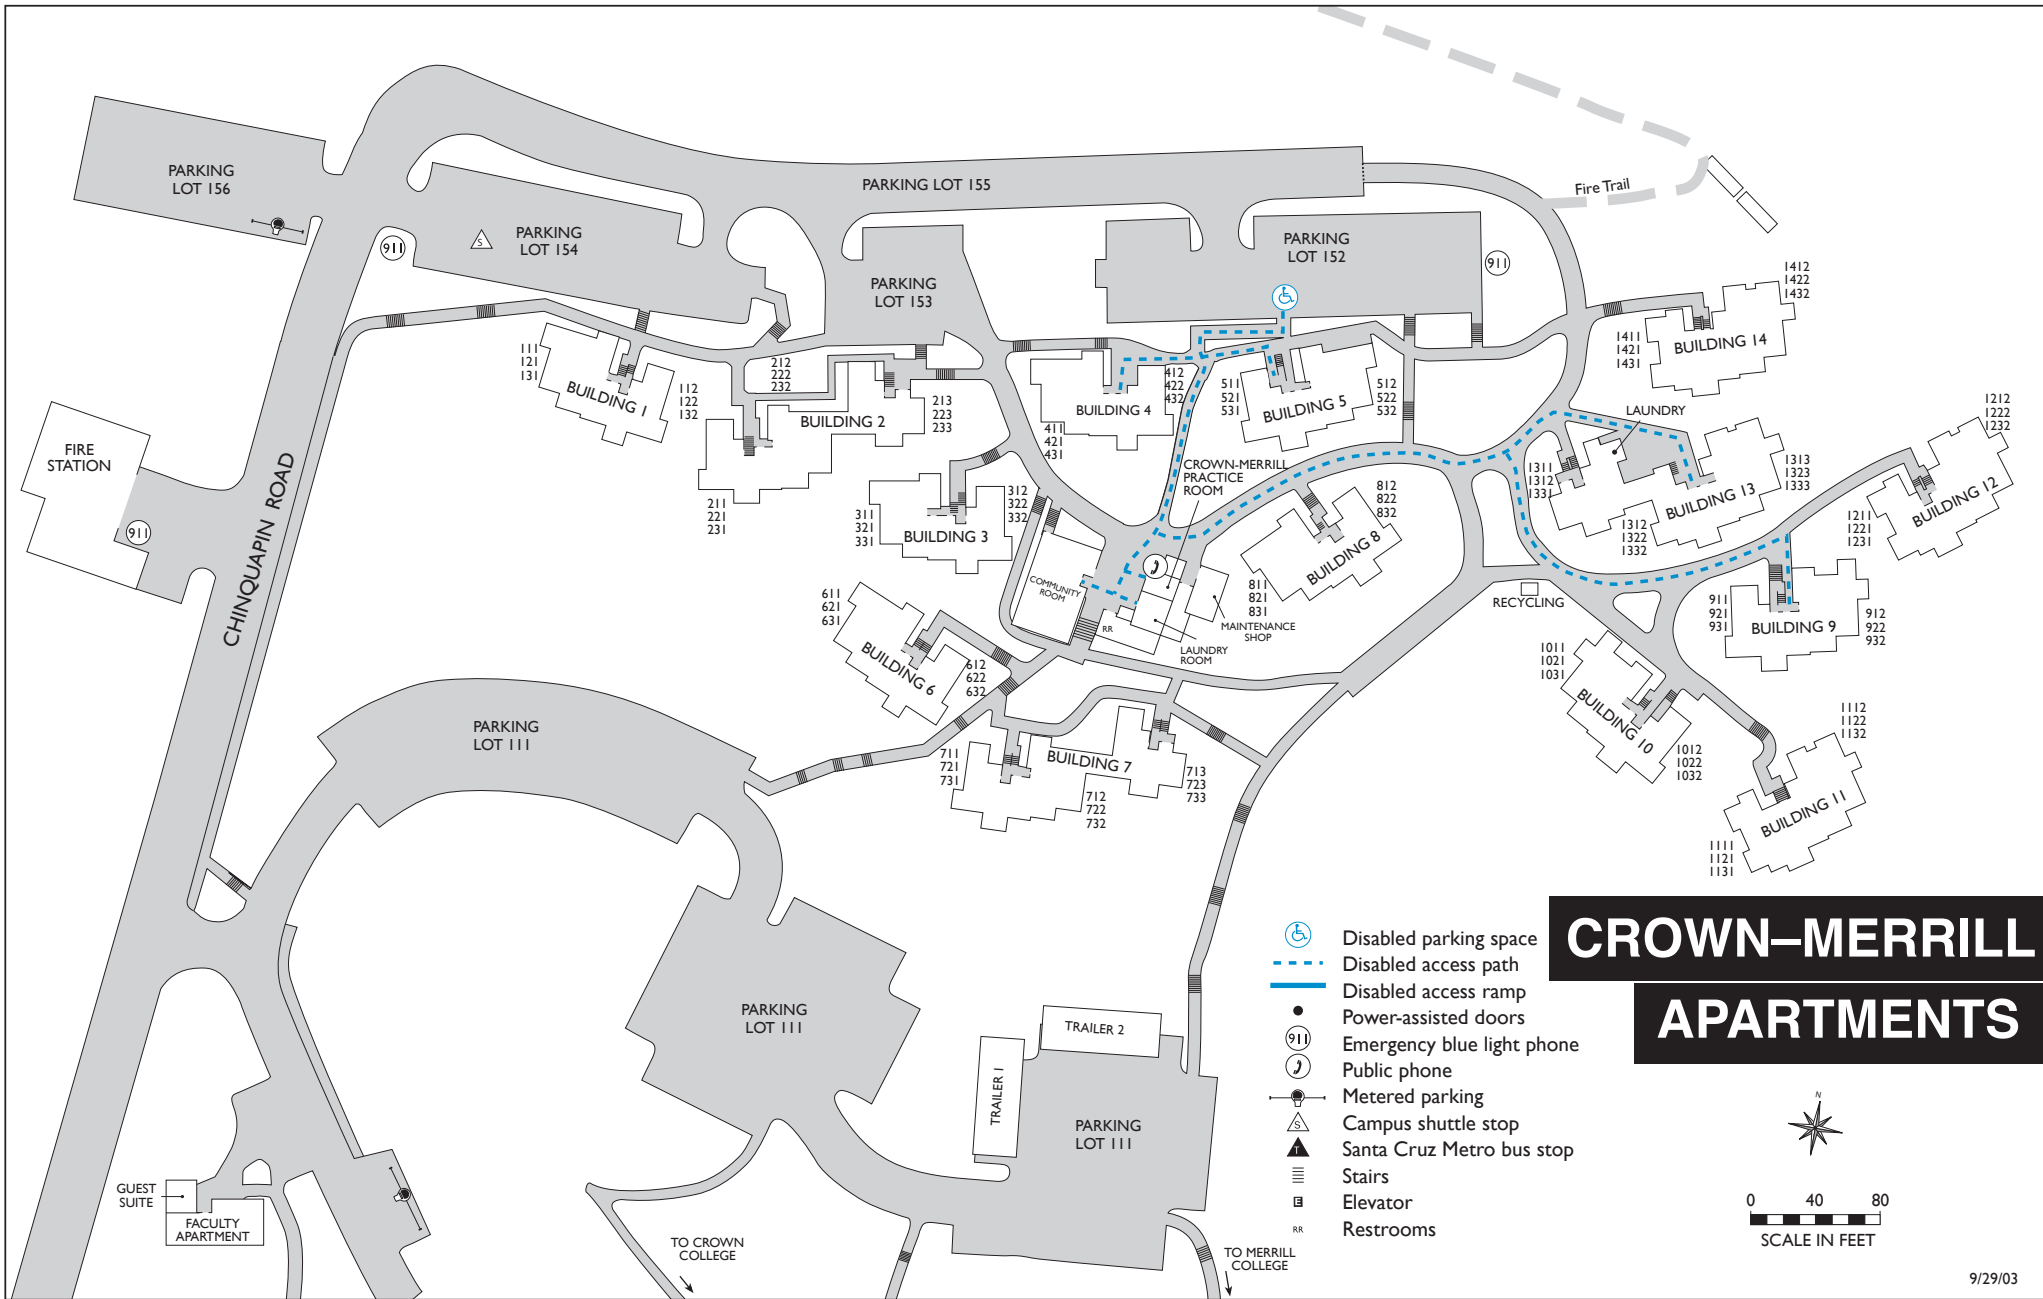 PARKING
LOT 156
911
S
PARKING
LOT 154
PARKING LOT 155
PARKING
LOT 153
PARKING
LOT 152
911
Fire Trail
1412
1422
1432
1411
1421
1431
BUILDING 14
111
121
131
BUILDING 1
112
122
132
212
222
232
BUILDING 2
213
223
233
211
221
231
BUILDING 4
412
422
432
411
421
431
511
521
531
BUILDING 5
512
522
532
LAUNDRY
1212
1222
1232
1311
1312
1331
1313
1323
1333
BUILDING 13
1312
1322
1332
BUILDING 12
1211
1221
1231
FIRE
STATION
911
CHINQUAPIN ROAD
CROWN-MERRILL
PRACTICE
ROOM
312
322
332
311
321
331
BUILDING 3
812
822
832
BUILDING 8
811
821
831
COMMUNITY
ROOM
RR
MAINTENANCE
SHOP
LAUNDRY
ROOM
RECYCLING
911
921
931
BUILDING 9
912
922
932
611
621
631
BUILDING 6
612
622
632
1011
1021
1031
BUILDING 10
1012
1022
1032
1112
1122
1132
BUILDING 11
1111
1121
1131
PARKING
LOT 111
711
721
731
BUILDING 7
713
723
733
712
722
732
PARKING
LOT 111
TRAILER 2
TRAILER 1
PARKING
LOT 111
GUEST
SUITE
FACULTY
APARTMENT
TO CROWN
COLLEGE
TO MERRILL
COLLEGE
Disabled parking space
Disabled access path
Disabled access ramp
Power-assisted doors
911 Emergency blue light phone
Public phone
Metered parking
S Campus shuttle stop
T Santa Cruz Metro bus stop
Stairs
E Elevator
RR Restrooms
CROWN–MERRILL
APARTMENTS
N
0 40 80
SCALE IN FEET
9/29/03